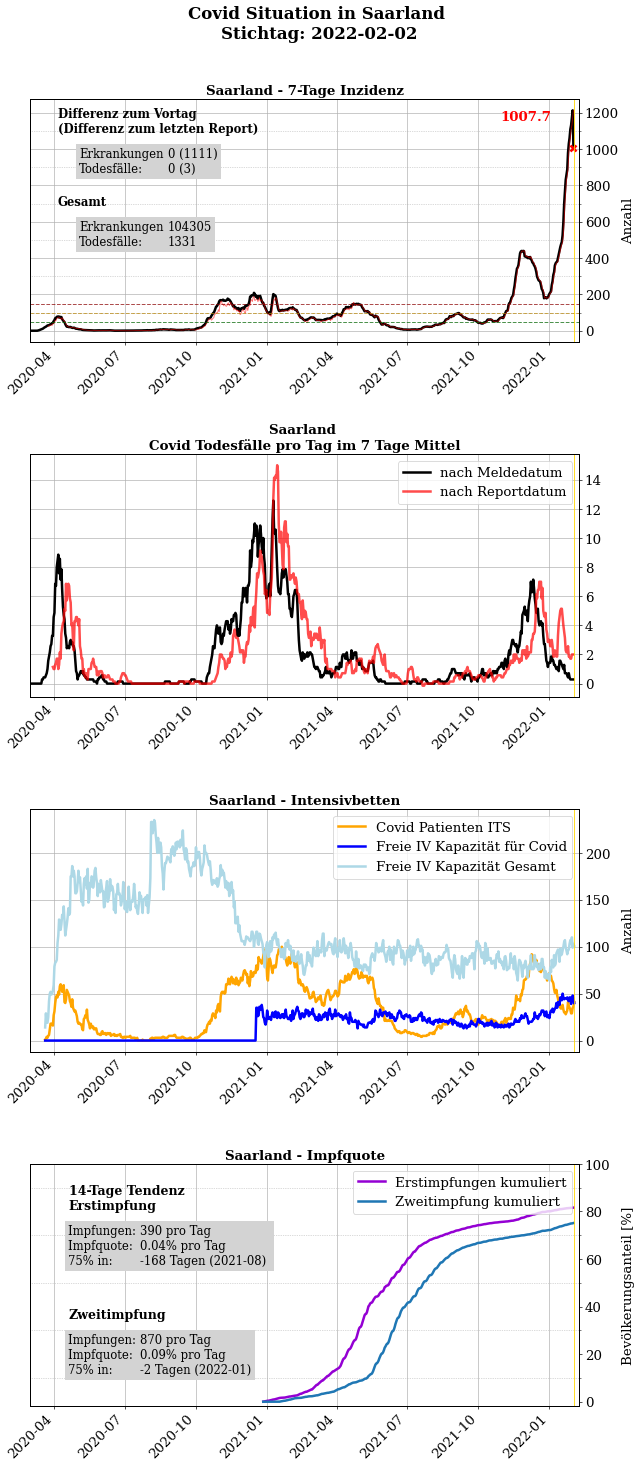 Covid Situation in Saarland
Stichtag: 2022-02-02
Saarland - 7-Tage Inzidenz
Differenz zum Vortag
(Differenz zum letzten Report)
Erkrankungen 0 (1111)
Todesfälle: 0 (3)
Gesamt
Erkrankungen 104305
Todesfälle: 1331
1007.7
1200
1000
800
600
400
200
0
Anzahl
2020-04
2020-07
2020-10
2021-01
2021-04
2021-07
2021-10
2022-01
Saarland
Covid Todesfälle pro Tag im 7 Tage Mittel
nach Meldedatum
nach Reportdatum
14
12
10
8
6
4
2
0
2020-04
2020-07
2020-10
2021-01
2021-04
2021-07
2021-10
2022-01
Saarland - Intensivbetten
Covid Patienten ITS
Freie IV Kapazität für Covid
Freie IV Kapazität Gesamt
200
150
100
50
0
Anzahl
2020-04
2020-07
2020-10
2021-01
2021-04
2021-07
2021-10
2022-01
Saarland - Impfquote
14-Tage Tendenz
Erstimpfung
Impfungen: 390 pro Tag
Impfquote: 0.04% pro Tag
75% in: -168 Tagen (2021-08)
Zweitimpfung
Impfungen: 870 pro Tag
Impfquote: 0.09% pro Tag
75% in: -2 Tagen (2022-01)
Erstimpfungen kumuliert
Zweitimpfung kumuliert
100
80
60
40
20
0
Bevölkerungsanteil [%]
2020-04
2020-07
2020-10
2021-01
2021-04
2021-07
2021-10
2022-01